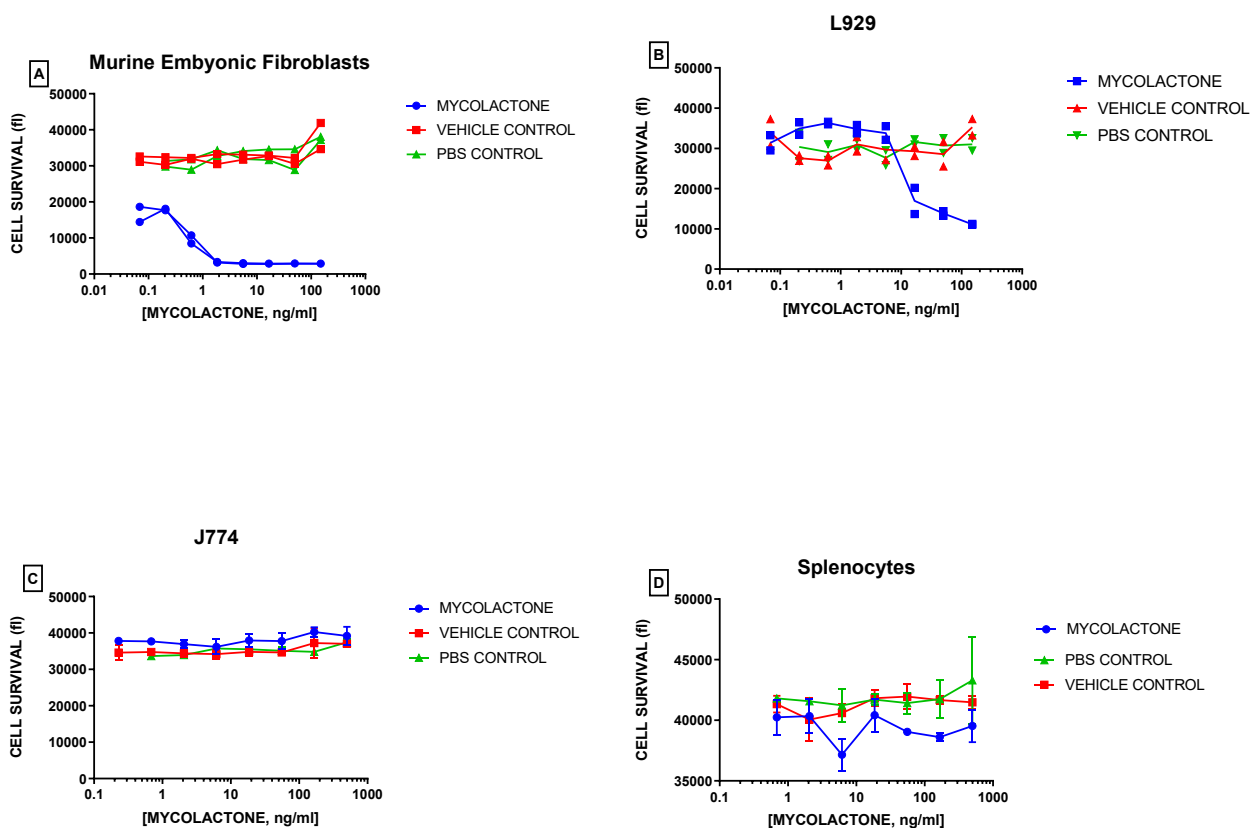 A
Murine Embyonic Fibroblasts
CELL SURVIVAL (fl)
50000
40000
30000
20000
10000
0
0.01 0.1 1 10 100 1000
[MYCOLACTONE, ng/ml]
MYCOLACTONE
VEHICLE CONTROL
PBS CONTROL
B
L929
CELL SURVIVAL (fl)
50000
40000
30000
20000
10000
0
0.01 0.1 1 10 100 1000
[MYCOLACTONE, ng/ml]
MYCOLACTONE
VEHICLE CONTROL
PBS CONTROL
C
J774
CELL SURVIVAL (fl)
50000
40000
30000
20000
10000
0
0.1 1 10 100 1000
[MYCOLACTONE, ng/ml]
MYCOLACTONE
VEHICLE CONTROL
PBS CONTROL
D
Splenocytes
CELL SURVIVAL (fl)
50000
45000
40000
35000
0.1 1 10 100 1000
[MYCOLACTONE, ng/ml]
MYCOLACTONE
PBS CONTROL
VEHICLE CONTROL